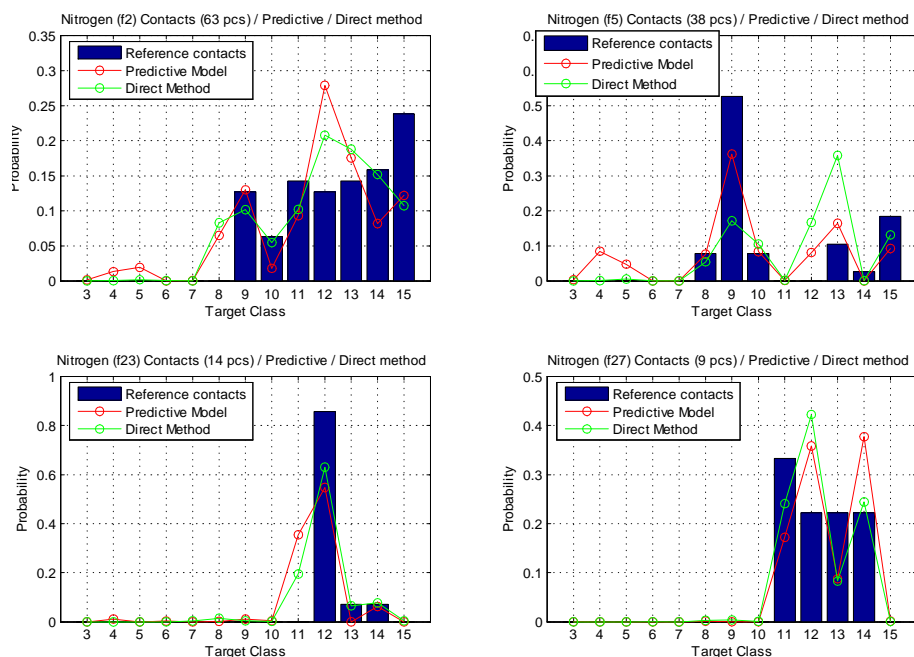 Nitrogen (f2) Contacts (63 pcs) / Predictive / Direct method
0.35
0.3
0.25
0.2
0.15
0.1
0.05
0
Probability
Reference contacts
Predictive Model
Direct Method
3 4 5 6 7 8 9 10 11 12 13 14 15
Target Class
Nitrogen (f5) Contacts (38 pcs) / Predictive / Direct method
0.4
0.3
0.2
0.1
0
Probability
Reference contacts
Predictive Model
Direct Method
3 4 5 6 7 8 9 10 11 12 13 14 15
Target Class
Nitrogen (f23) Contacts (14 pcs) / Predictive / Direct method
1
0.8
0.6
0.4
0.2
0
Probability
Reference contacts
Predictive Model
Direct Method
3 4 5 6 7 8 9 10 11 12 13 14 15
Target Class
Nitrogen (f27) Contacts (9 pcs) / Predictive / Direct method
0.5
0.4
0.3
0.2
0.1
0
Probability
Reference contacts
Predictive Model
Direct Method
3 4 5 6 7 8 9 10 11 12 13 14 15
Target Class